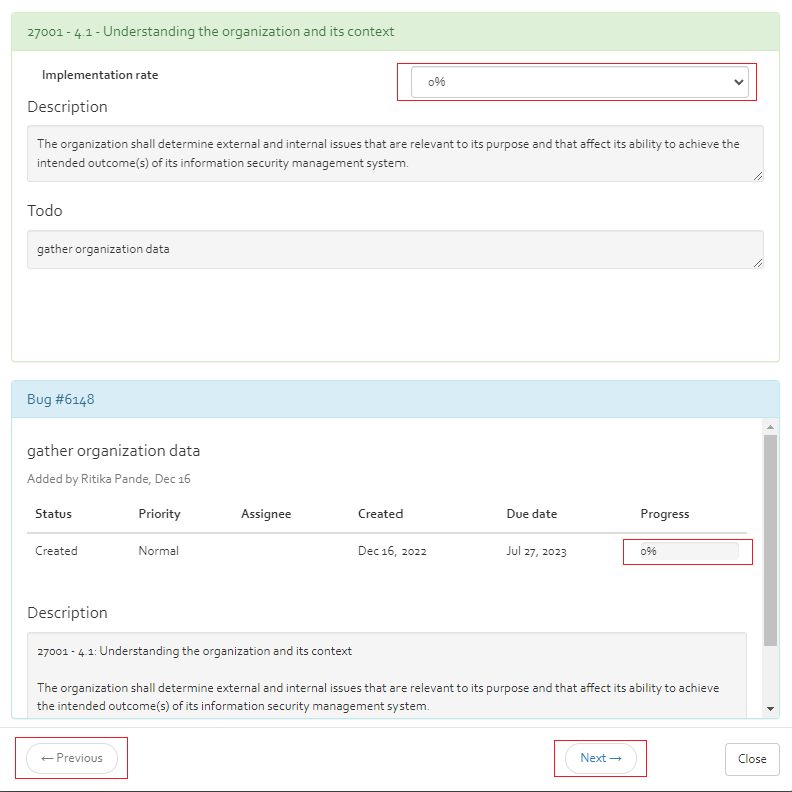 27001 - 4.1 - Understanding the organization and its context
Implementation rate
0%
Description
The organization shall determine external and internal issues that are relevant to its purpose and that affect its ability to achieve the
intended outcome(s) of its information security management system.
Todo
gather organization data
Bug #6148
gather organization data
Added by Ritika Pande, Dec 16
Status Priority Assignee Created Due date Progress
Created Normal Dec 16, 2022 Jul 27, 2023 0%
Description
27001 - 4.1: Understanding the organization and its context
The organization shall determine external and internal issues that are relevant to its purpose and that affect its ability to achieve
the intended outcome(s) of its information security management system.
← Previous Next → Close